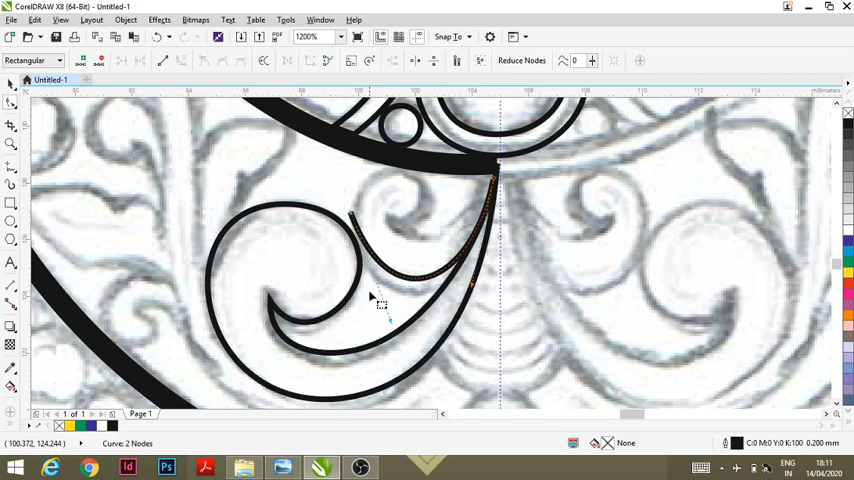 CorelDRAW X8 (64-Bit) - Untitled-1
File Edit View Layout Object Effects Bitmaps Text Table Tools Window Help
1200% Snap To
Rectangular Reduce Nodes 0
Untitled-1
90 92 94 96 98 100 102 104 106 108 110 112 114 millimeters
1 of 1 Page 1
(100.372, 124.244) Curve: 2 Nodes None C:0 M:0 Y:0 K:100 0.200 mm
Id Ps ENG 18:11
IN 14/04/2020